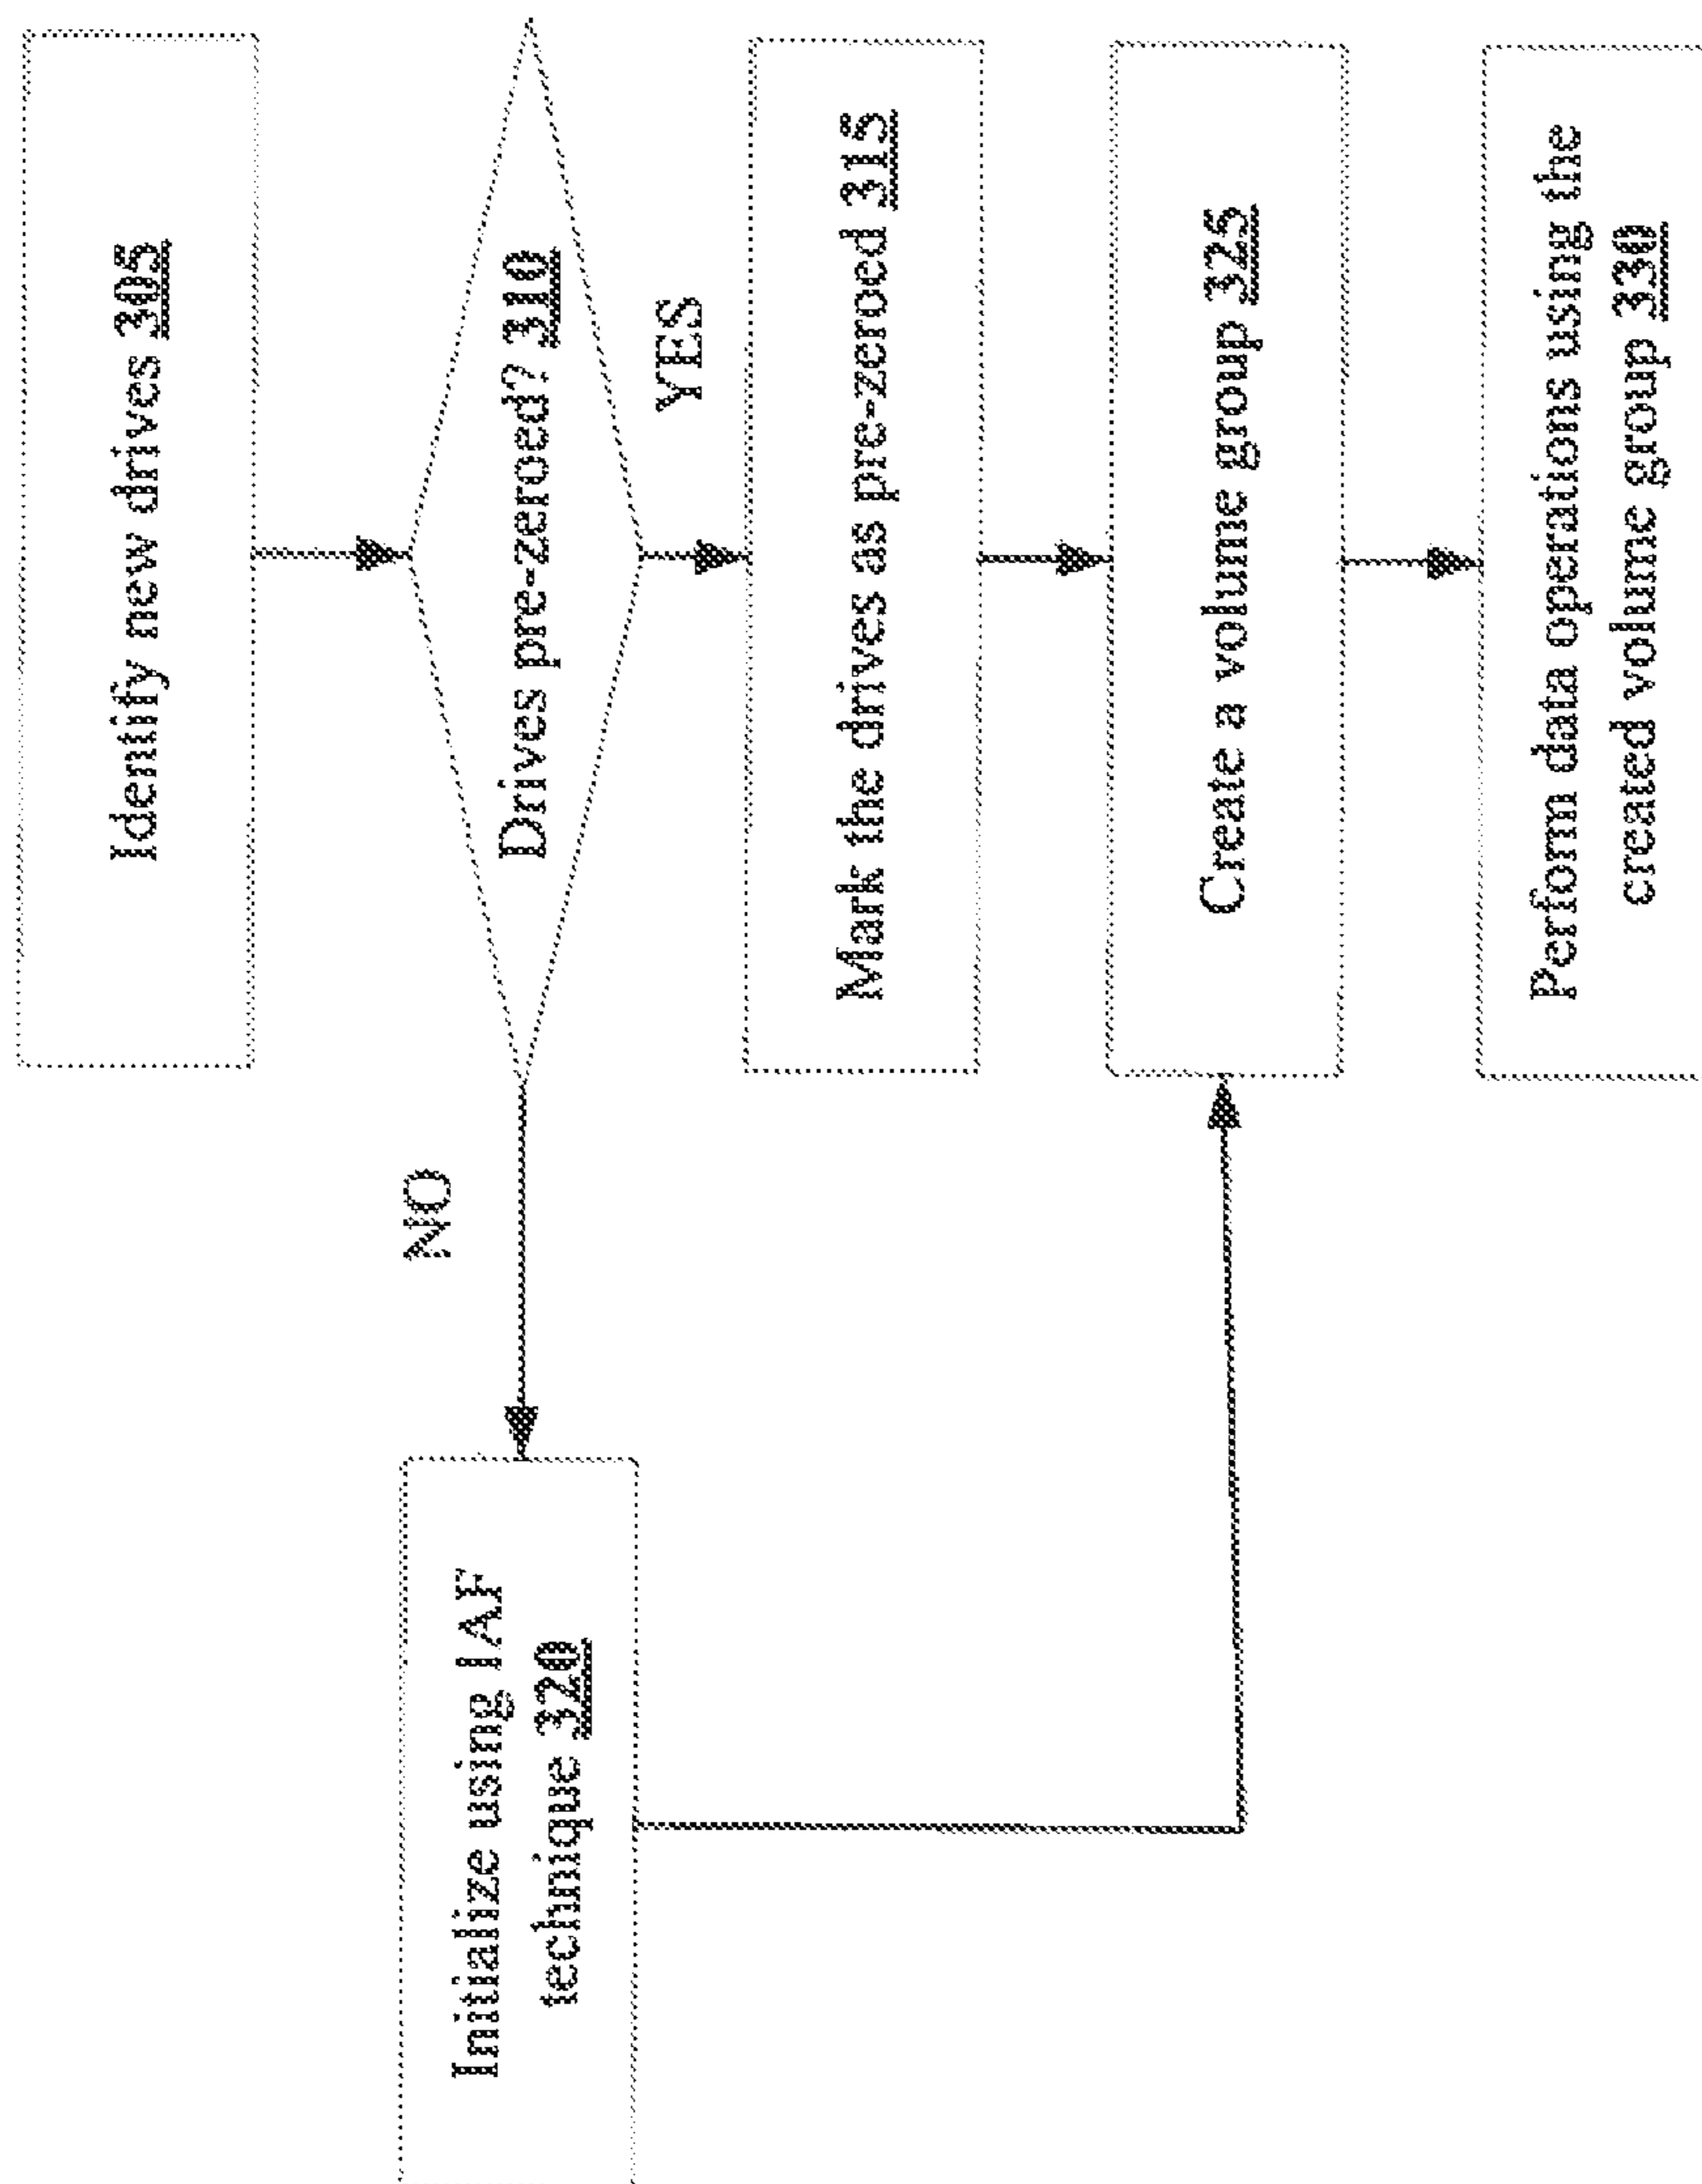 Identify new drives 305
Drives pre-zeroed? 310
NO
YES
Initialize using IAF
technique 320
Mark the drives as pre-zeroed 315
Create a volume group 325
Perform data operations using the
created volume group 330